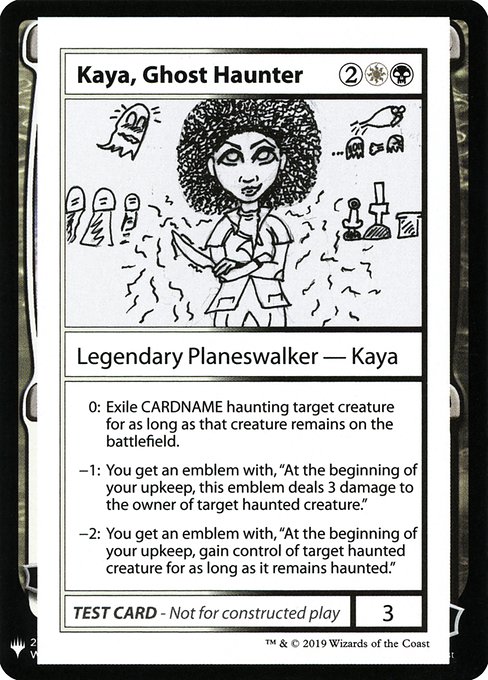 Kaya, Ghost Haunter 2
Legendary Planeswalker — Kaya
0: Exile CARDNAME haunting target creature
for as long as that creature remains on the
battlefield.
−1: You get an emblem with, “At the beginning of
your upkeep, this emblem deals 3 damage to
the owner of target haunted creature.”
−2: You get an emblem with, “At the beginning of
your upkeep, gain control of target haunted
creature for as long as it remains haunted.”
TEST CARD - Not for constructed play 3
™ & © 2019 Wizards of the Coast